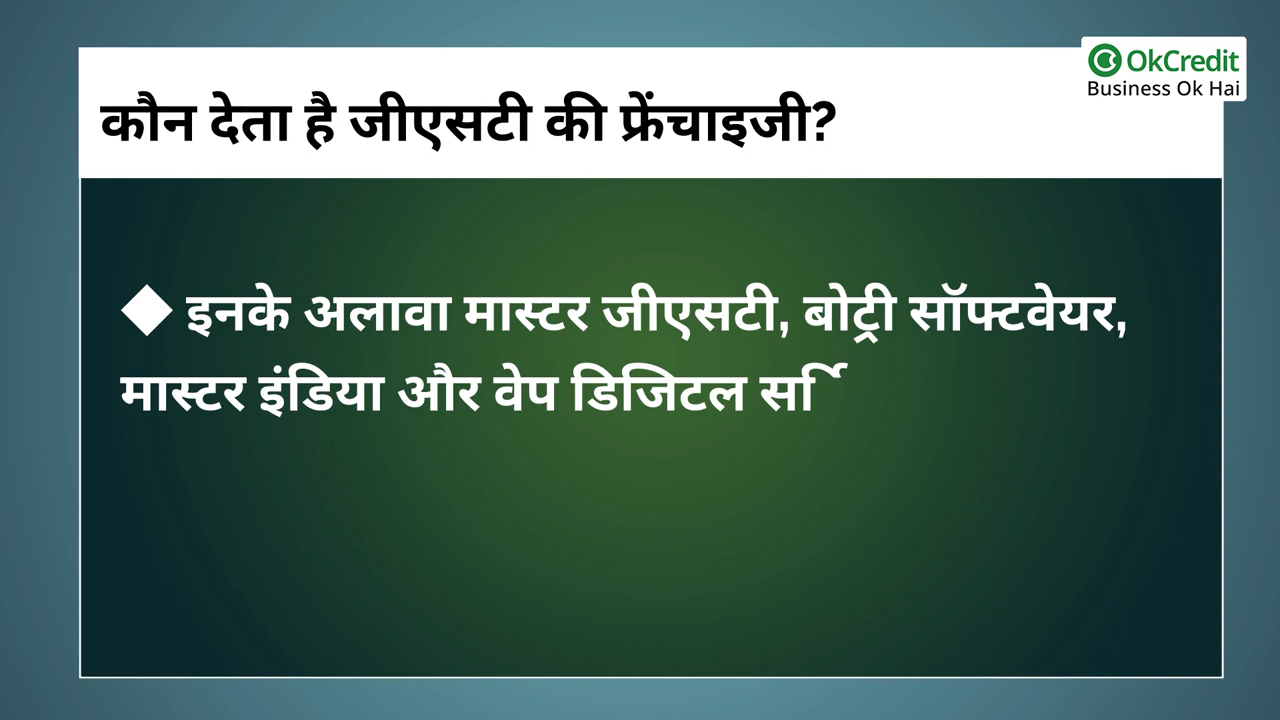 OkCredit
Business Ok Hai
कौन देता है जीएसटी की फ्रेंचाइजी?
◆ इनके अलावा मास्टर जीएसटी, बोट्री सॉफ्टवेयर,
मास्टर इंडिया और वेप डिजिटल